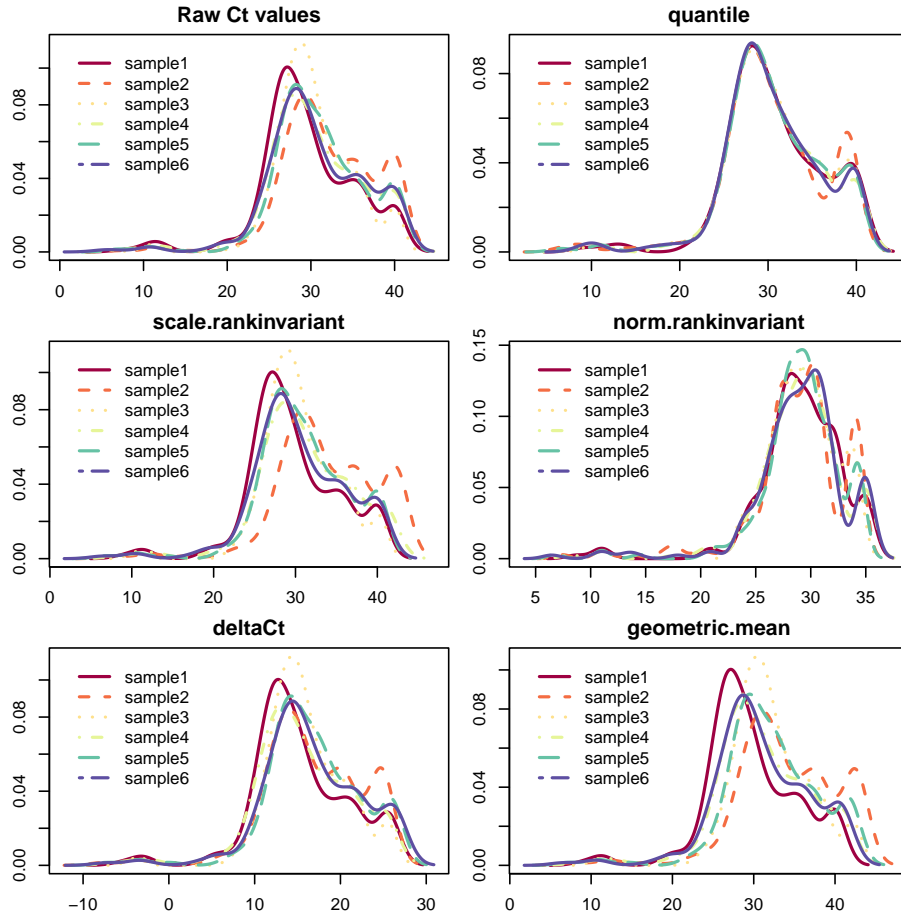 Raw Ct values
0.00
0.04
0.08
sample1
sample2
sample3
sample4
sample5
sample6
0
10
20
30
40
quantile
0.00
0.04
0.08
sample1
sample2
sample3
sample4
sample5
sample6
10
20
30
40
scale.rankinvariant
0.00
0.04
0.08
sample1
sample2
sample3
sample4
sample5
sample6
0
10
20
30
40
norm.rankinvariant
0.00
0.05
0.10
0.15
sample1
sample2
sample3
sample4
sample5
sample6
5
10
15
20
25
30
35
deltaCt
0.00
0.04
0.08
sample1
sample2
sample3
sample4
sample5
sample6
−10
0
10
20
30
geometric.mean
0.00
0.04
0.08
sample1
sample2
sample3
sample4
sample5
sample6
0
10
20
30
40